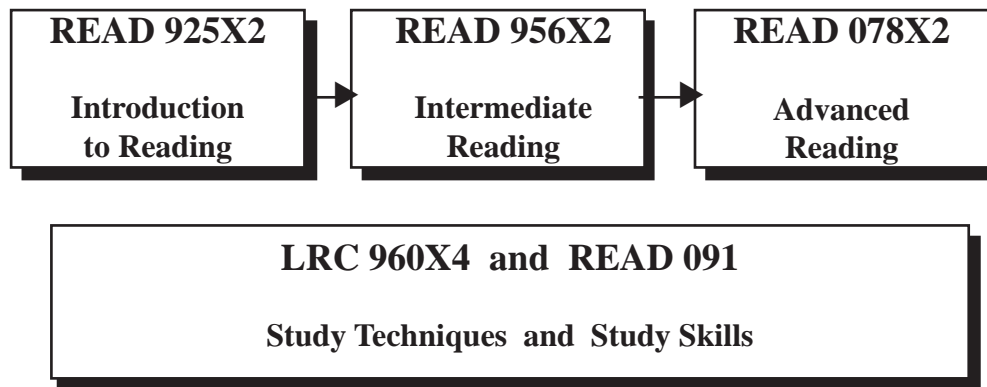 READ 925X2
Introduction
to Reading
READ 956X2
Intermediate
Reading
READ 078X2
Advanced
Reading
LRC 960X4 and READ 091
Study Techniques and Study Skills